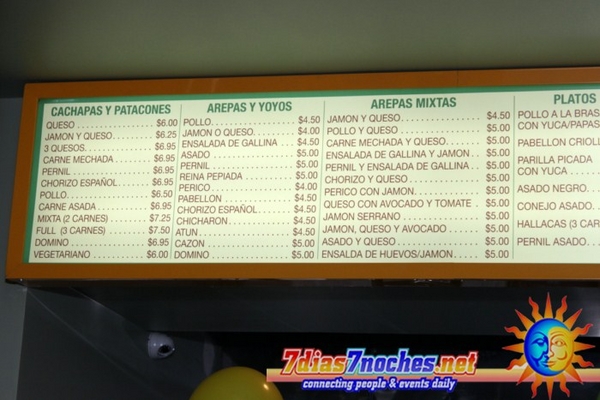 CACHAPAS Y PATACONES
QUESO . . . . . . . . . . . . . . . . $6.00
JAMON Y QUESO. . . . . . . . $6.25
3 QUESOS. . . . . . . . . . . . . $6.95
CARNE MECHADA . . . . . . $6.95
PERNIL . . . . . . . . . . . . . . . $6.95
CHORIZO ESPAÑOL. . . . . . $6.95
POLLO. . . . . . . . . . . . . . . . $6.50
CARNE ASADA . . . . . . . . . $6.95
MIXTA (2 CARNES) . . . . . . $7.25
FULL (3 CARNES) . . . . . . . $7.50
DOMINO . . . . . . . . . . . . . . $6.95
VEGETARIANO . . . . . . . . . $6.00
AREPAS Y YOYOS
POLLO. . . . . . . . . . . . . . . . $4.50
JAMON O QUESO. . . . . . . . $4.00
ENSALADA DE GALLINA . . . $4.50
ASADO . . . . . . . . . . . . . . . $5.00
PERNIL . . . . . . . . . . . . . . . $5.00
REINA PEPIADA . . . . . . . . . $5.00
PERICO . . . . . . . . . . . . . . . $4.00
PABELLON . . . . . . . . . . . . . $4.50
CHORIZO ESPAÑOL. . . . . . . $4.50
CHICHARON. . . . . . . . . . . . $4.50
ATUN . . . . . . . . . . . . . . . . $4.50
CAZON . . . . . . . . . . . . . . . $5.00
DOMINO . . . . . . . . . . . . . . $5.00
AREPAS MIXTAS
JAMON Y QUESO. . . . . . . . . . . . . $4.50
POLLO Y QUESO . . . . . . . . . . . . . $5.00
CARNE MECHADA Y QUESO. . . . . . $5.00
ENSALADA DE GALLINA Y JAMON . . $5.00
PERNIL Y ENSALADA DE GALLINA. . . $5.00
CHORIZO Y QUESO . . . . . . . . . . . $5.00
PERICO CON JAMON. . . . . . . . . . . $5.00
QUESO CON AVOCADO Y TOMATE . $5.00
JAMON SERRANO . . . . . . . . . . . . $5.00
JAMON, QUESO Y AVOCADO . . . . . $5.00
ASADO Y QUESO. . . . . . . . . . . . . $5.00
ENSALDA DE HUEVOS/JAMON. . . . . $5.00
PLATOS
POLLO A LA BRAS
CON YUCA/PAPAS
PABELLON CRIOLL
PARILLA PICADA
CON YUCA . . . .
ASADO NEGRO. . .
CONEJO ASADO. .
HALLACAS (3 CAR
PERNIL ASADO. . .
7dias7noches.net
connecting people & events daily